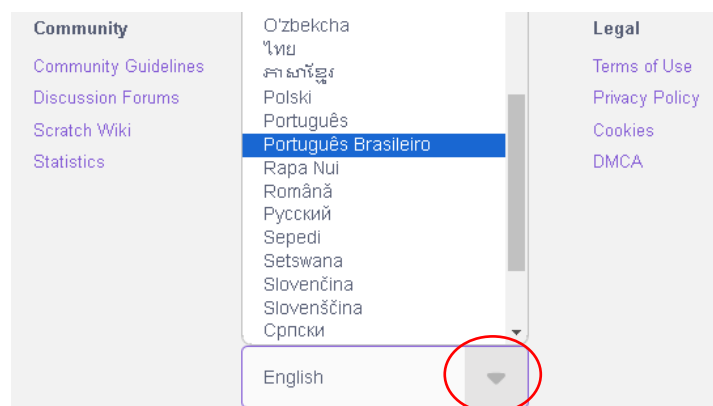 Community
Community Guidelines
Discussion Forums
Scratch Wiki
Statistics
O'zbekcha
ไทย
ភាសាខ្មែរ
Polski
Português
Português Brasileiro
Rapa Nui
Română
Русский
Sepedi
Setswana
Slovenčina
Slovenščina
Српски
English
Legal
Terms of Use
Privacy Policy
Cookies
DMCA